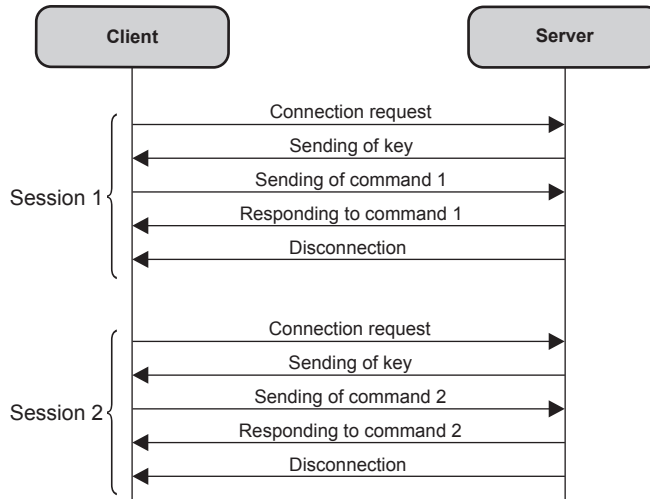 Client
Server
Connection request
Sending of key
Session 1
Sending of command 1
Responding to command 1
Disconnection
Connection request
Sending of key
Session 2
Sending of command 2
Responding to command 2
Disconnection